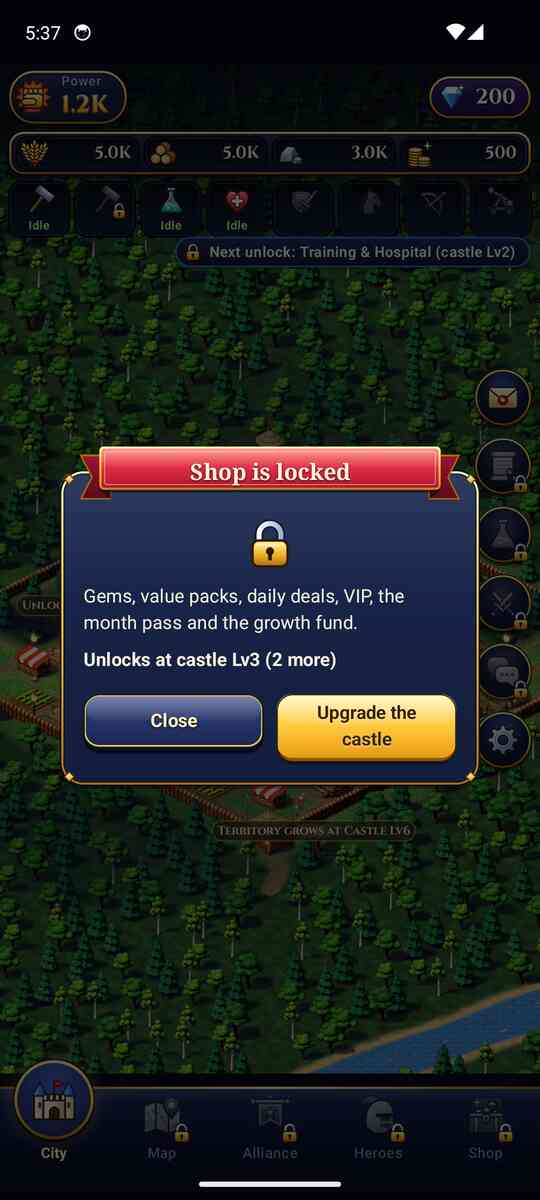 5:37
Power
1.2K
200
5.0K
5.0K
3.0K
500
Idle
Idle
Idle
Next unlock: Training & Hospital (castle Lv2)
Shop is locked
Gems, value packs, daily deals, VIP, the
month pass and the growth fund.
Unlocks at castle Lv3 (2 more)
Close
Upgrade the
castle
Territory grows at Castle Lv6
City
Map
Alliance
Heroes
Shop